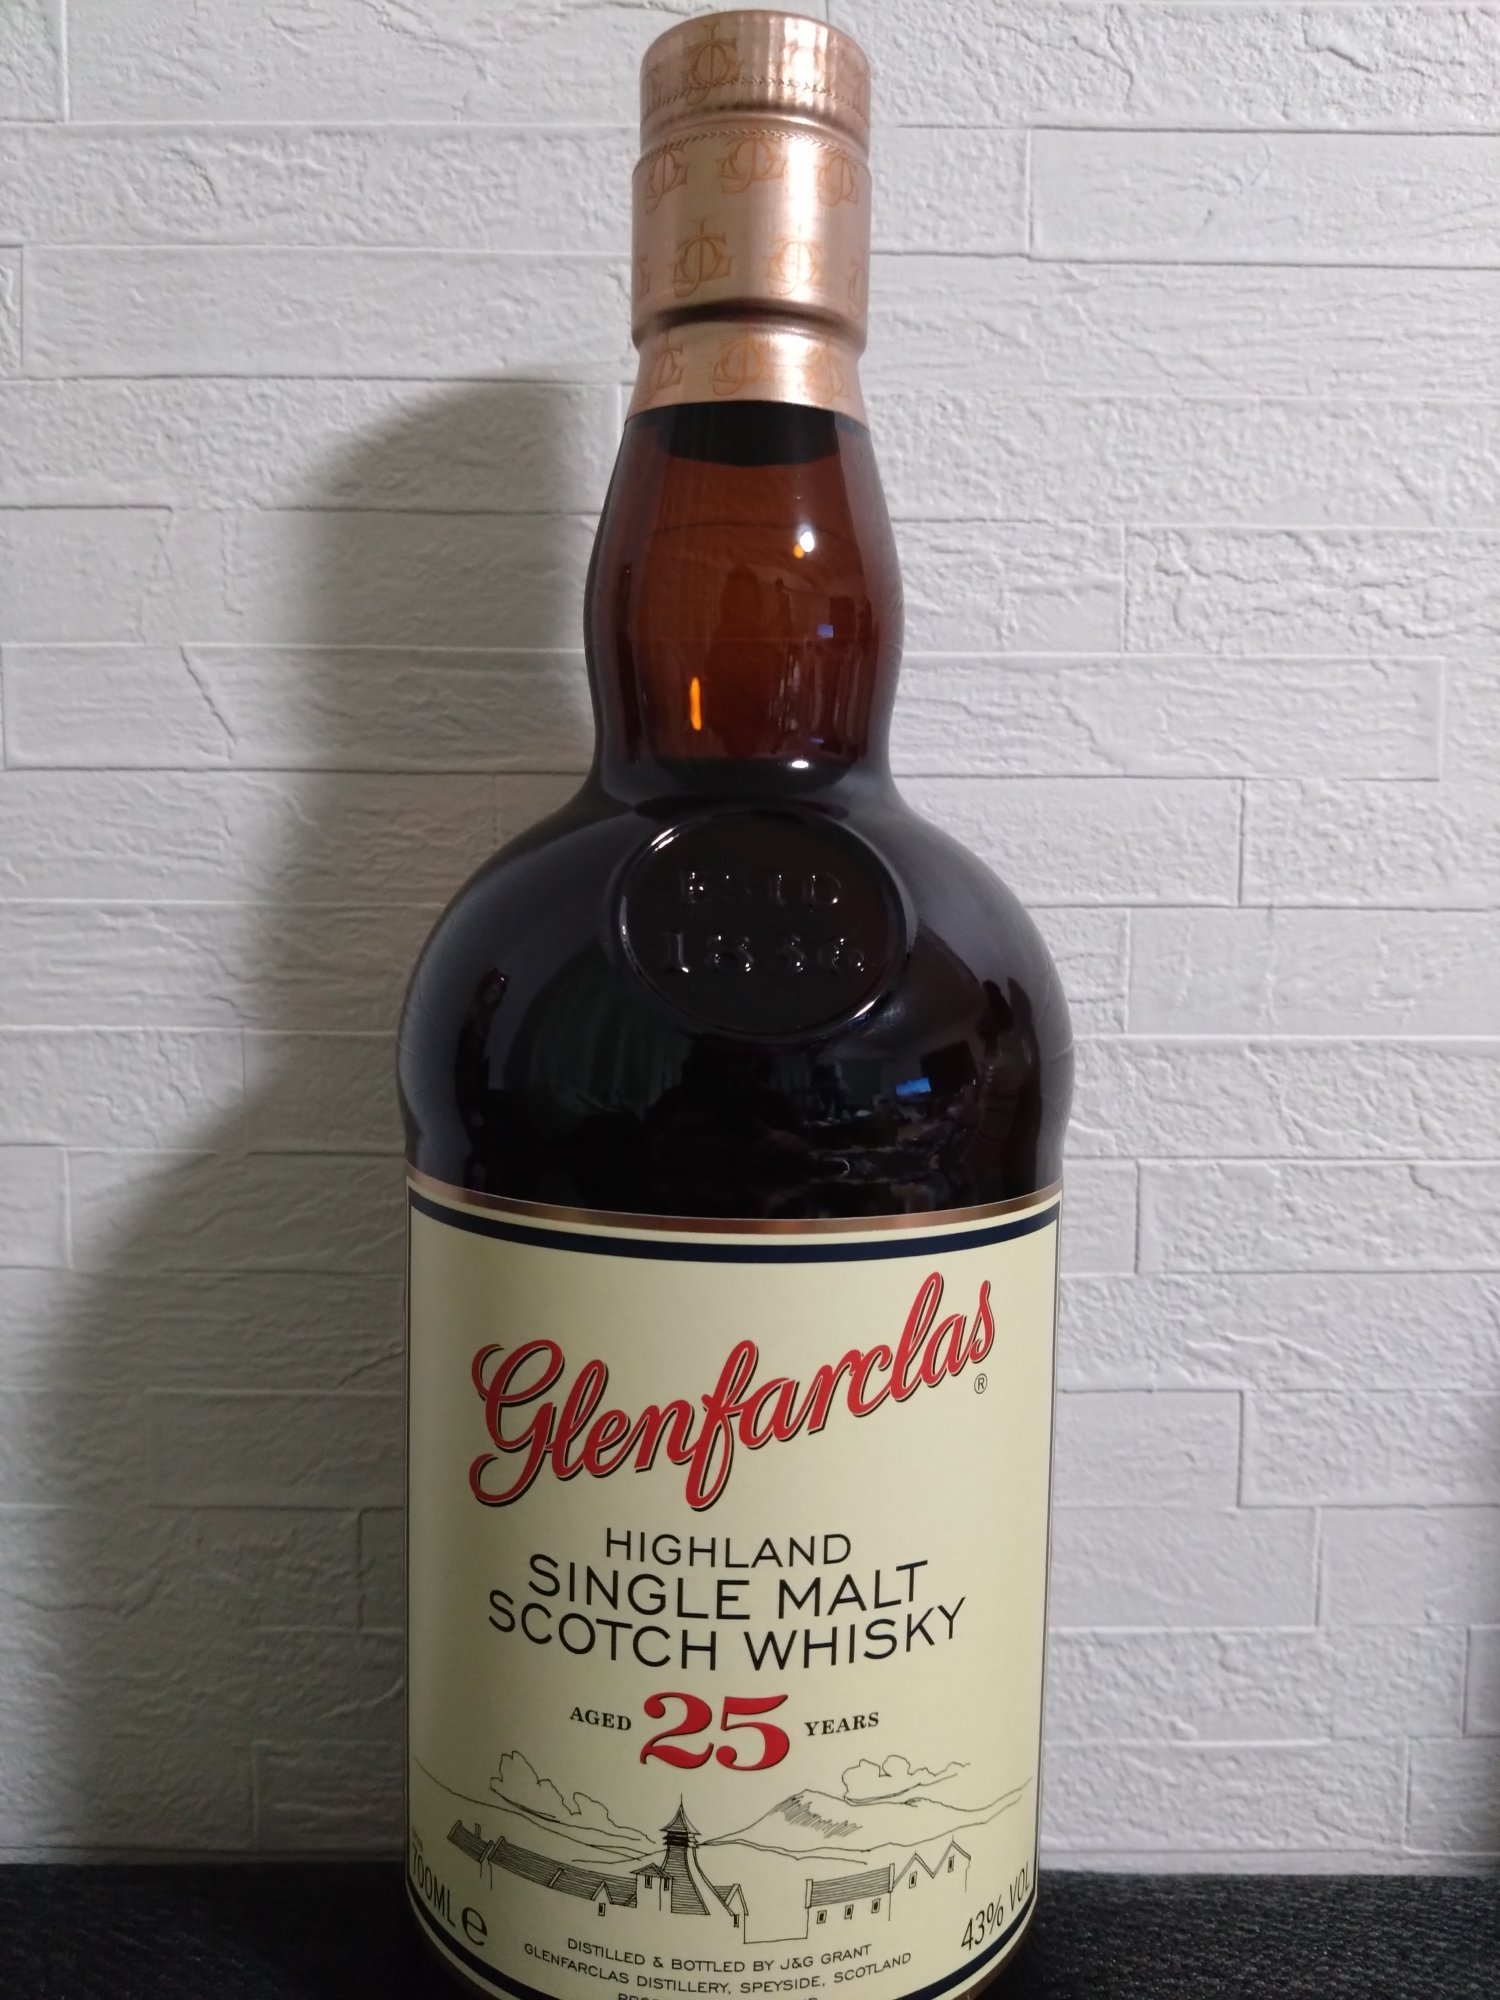 ESTD
1836
Glenfarclas®
HIGHLAND
SINGLE MALT
SCOTCH WHISKY
AGED 25 YEARS
700ML e
43% VOL
DISTILLED & BOTTLED BY J&G GRANT
GLENFARCLAS DISTILLERY, SPEYSIDE, SCOTLAND